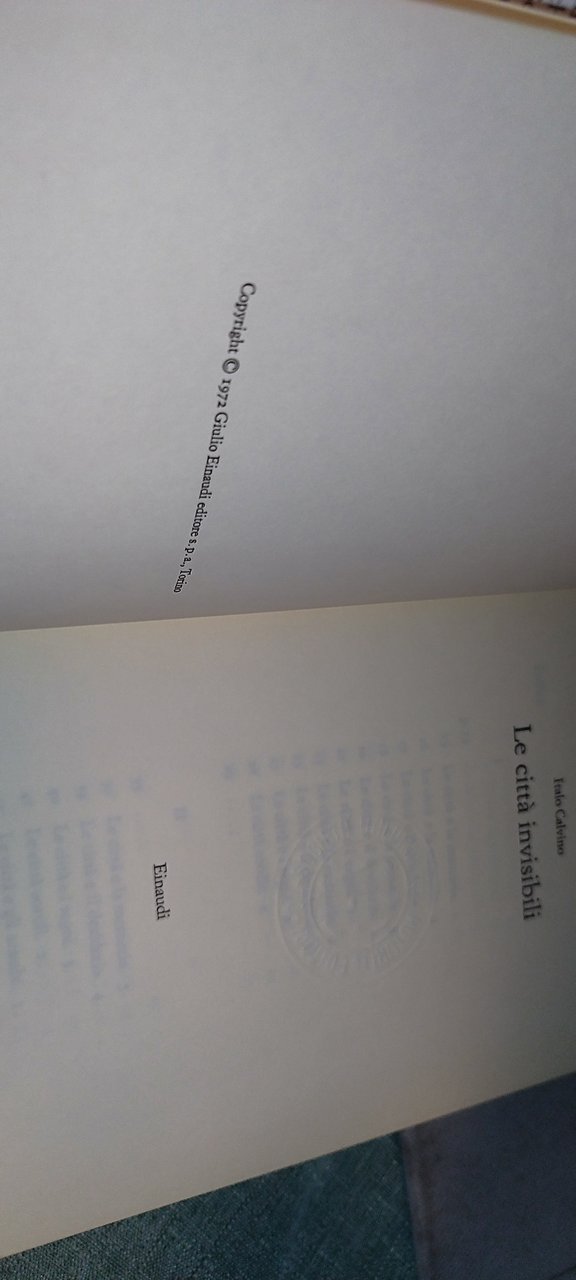 Copyright © 1972 Giulio Einaudi editore s.p.a., Torino
Italo Calvino
Le città invisibili
Einaudi